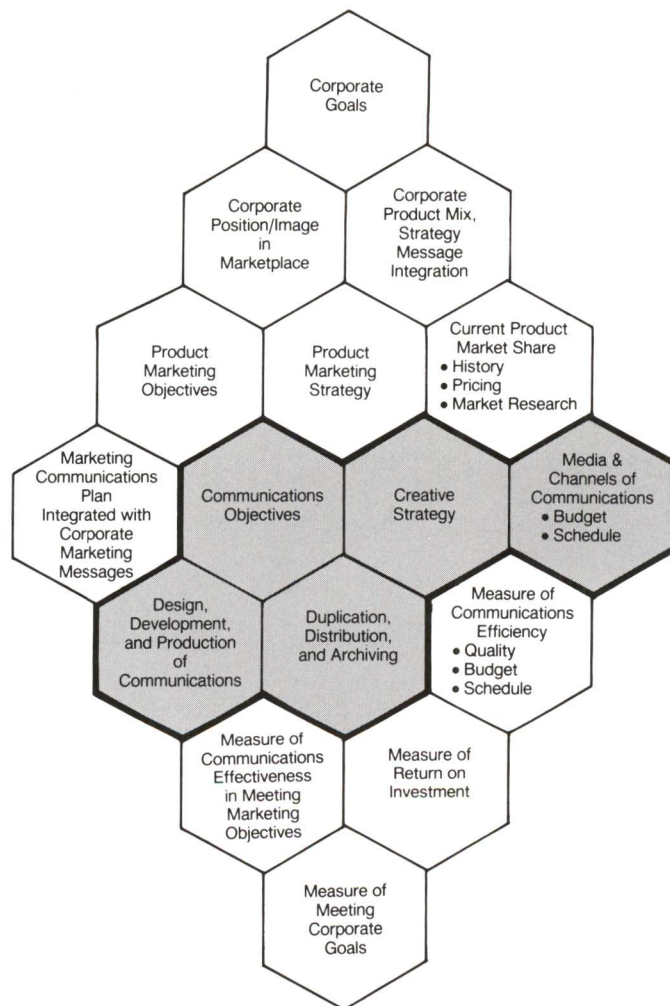 Corporate
Goals
Corporate
Position/Image
in
Marketplace
Corporate
Product Mix,
Strategy
Message
Integration
Product
Marketing
Objectives
Product
Marketing
Strategy
Current Product
Market Share
• History
• Pricing
• Market Research
Marketing
Communications
Plan
Integrated with
Corporate
Marketing
Messages
Communications
Objectives
Creative
Strategy
Media &
Channels of
Communications
• Budget
• Schedule
Design,
Development,
and Production
of
Communications
Duplication,
Distribution,
and Archiving
Measure of
Communications
Efficiency
• Quality
• Budget
• Schedule
Measure of
Communications
Effectiveness
in Meeting
Marketing
Objectives
Measure of
Return on
Investment
Measure of
Meeting
Corporate
Goals